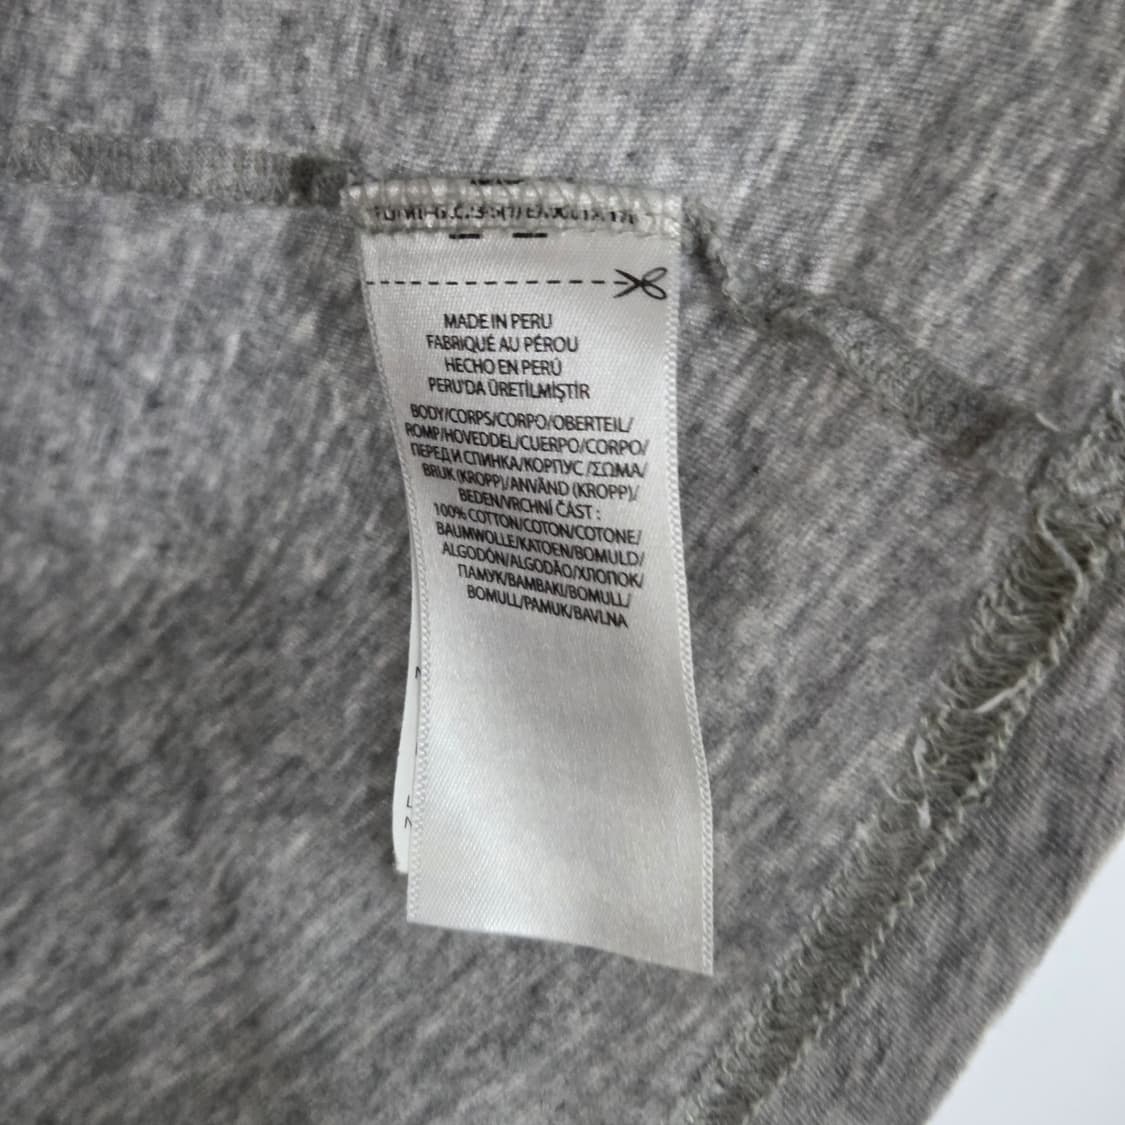 MADE IN PERU
FABRIQUÉ AU PÉROU
HECHO EN PERÚ
PERU'DA ÜRETİLMİŞTİR
BODY/CORPS/CORPO/OBERTEIL/
ROMP/HOVEDDEL/CUERPO/CORPO/
ПЕРЕД И СПИНКА/КОРПУС/ΣΩΜΑ/
BRUK (KROPP)/ANVÄND (KROPP)/
BEDEN/VRCHNÍ ČÁST :
100% COTTON/COTON/COTONE/
BAUMWOLLE/KATOEN/BOMULD/
ALGODÓN/ALGODÃO/ХЛОПОК/
ПАМУК/ΒΑΜΒΑΚΙ/BOMULL/
BOMULL/PAMUK/BAVLNA